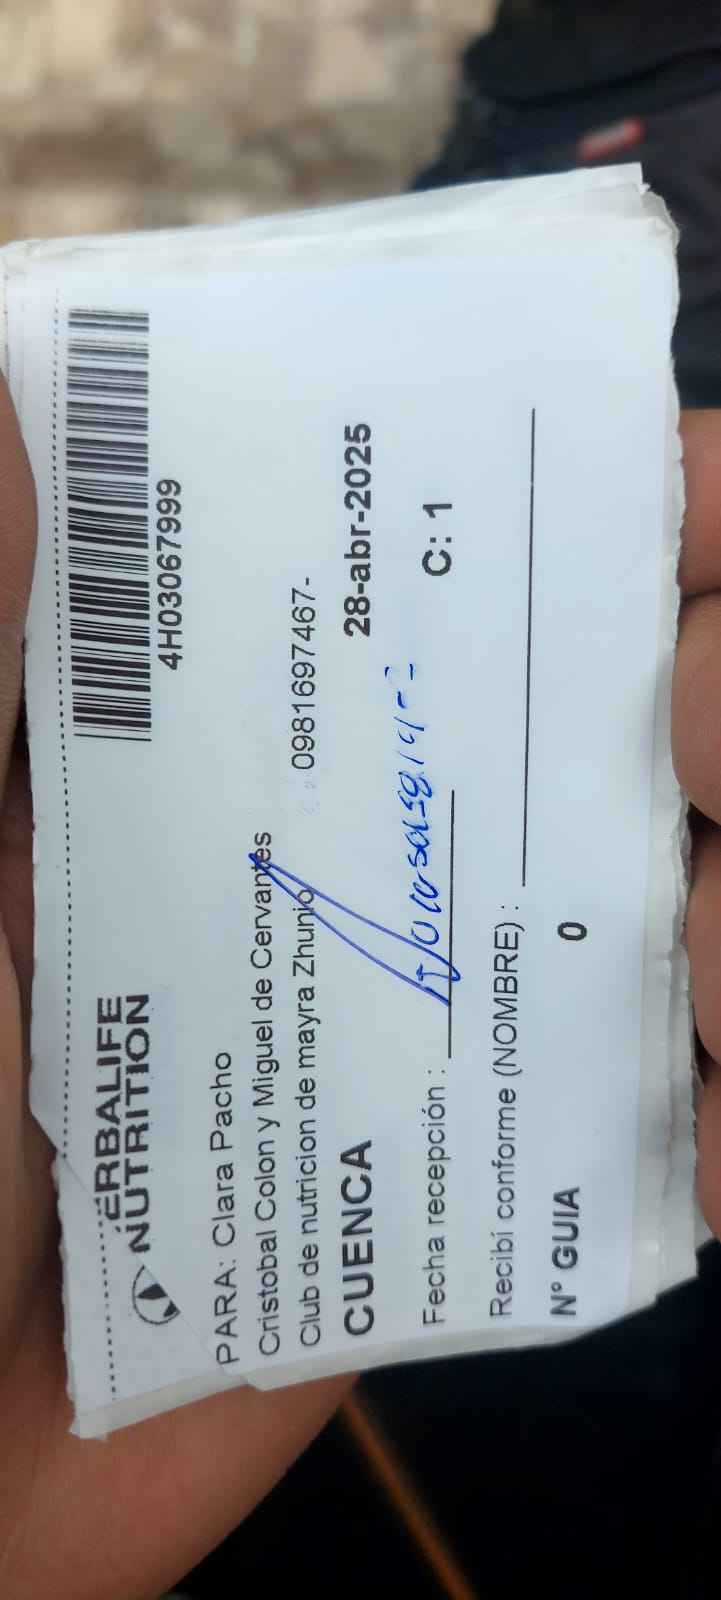 HERBALIFE
NUTRITION
4H03067999
PARA: Clara Pacho
Cristobal Colon y Miguel de Cervantes
Club de nutricion de mayra Zhunio 0981697467-
CUENCA 28-abr-2025
Fecha recepción : C: 1
Recibí conforme (NOMBRE) :
N° GUIA 0